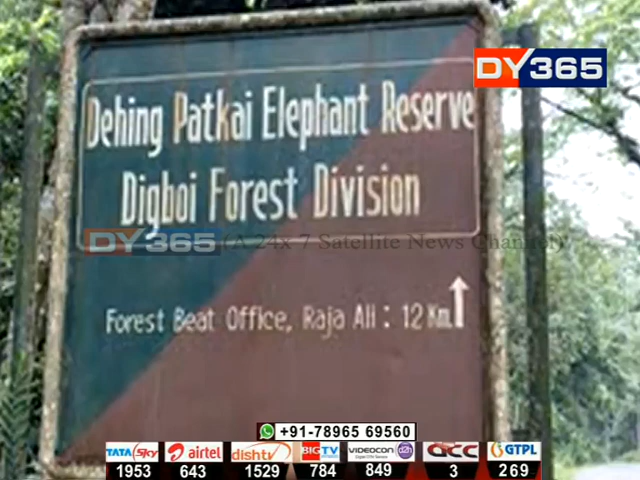 DY365
Dehing Patkai Elephant Reserve
Digboi Forest Division
DY365 (A 24x 7 Satellite News Channel)
Forest Beat Office, Raja Ali : 12 Km.
+91-78965 69560
TATA Sky airtel dishtv BIG TV VIDEOCON d2h ACC GTPL
1953 643 1529 784 849 3 269